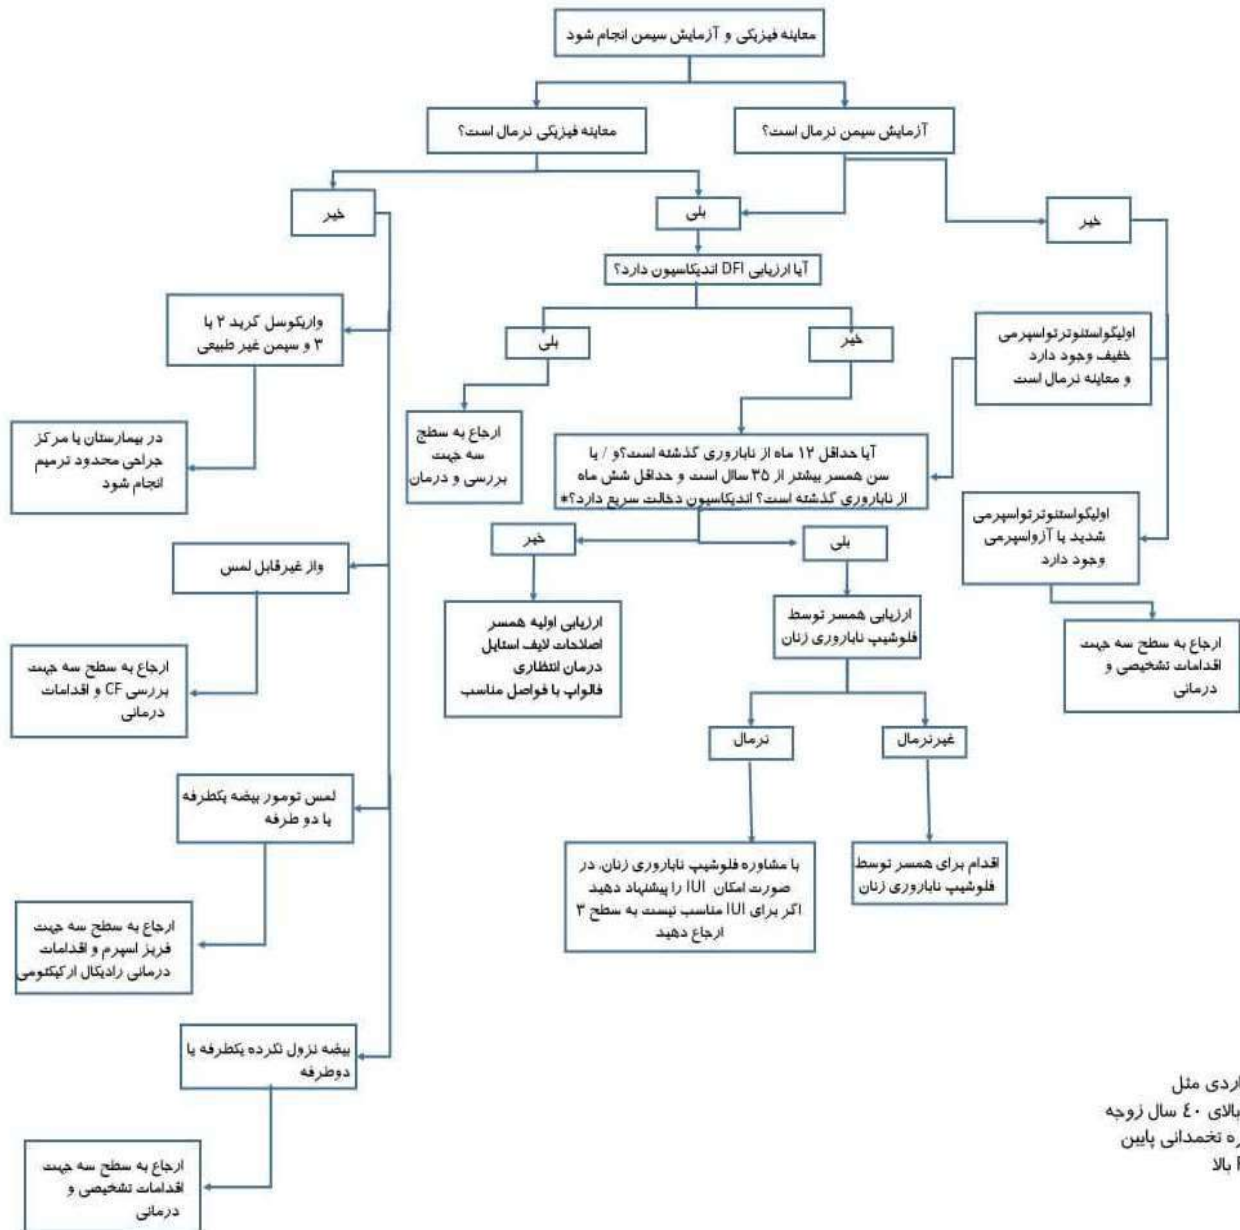 معاینه فیزیکی و آزمایش سیمن انجام شود
آزمایش سیمن نرمال است؟
معاینه فیزیکی نرمال است؟
خیر
بلی
خیر
آیا ارزیابی DFI اندیکاسیون دارد؟
خیر
بلی
اولیگواستنوترتواسپرمی
خفیف وجود دارد
و معاینه نرمال است
واریکوسل گرید ۲ یا
۳ و سیمن غیر طبیعی
ارجاع به سطح
سه جهت
بررسی و درمان
آیا حداقل ۱۲ ماه از ناباروری گذشته است؟و / یا
سن همسر بیشتر از ۳۵ سال است و حداقل شش ماه
از ناباروری گذشته است؟ اندیکاسیون دخالت سریع دارد؟*
در بیمارستان یا مرکز
جراحی محدود ترمیم
انجام شود
اولیگواستنوترتواسپرمی
شدید یا آزواسپرمی
وجود دارد
بلی
خیر
واز غیرقابل لمس
ارزیابی همسر توسط
فلوشیپ ناباروری زنان
ارزیابی اولیه همسر
اصلاحات لایف استایل
درمان انتظاری
فالواپ با فواصل مناسب
ارجاع به سطح سه جهت
اقدامات تشخیصی و
درمانی
ارجاع به سطح سه جهت
بررسی CF و اقدامات
درمانی
غیرنرمال
نرمال
لمس تومور بیضه یکطرفه
یا دو طرفه
اقدام برای همسر توسط
فلوشیپ ناباروری زنان
با مشاوره فلوشیپ ناباروری زنان، در
صورت امکان IUI را پیشنهاد دهید
اگر برای IUI مناسب نیست به سطح ۳
ارجاع دهید
ارجاع به سطح سه جهت
فریز اسپرم و اقدامات
درمانی رادیکال ارکیکتومی
بیضه نزول نکرده یکطرفه یا
دوطرفه
ارجاع به سطح سه جهت
اقدامات تشخیصی و
درمانی
مثل
بالای ٤٠ سال زوجه
تخمدانی پایین
بالا